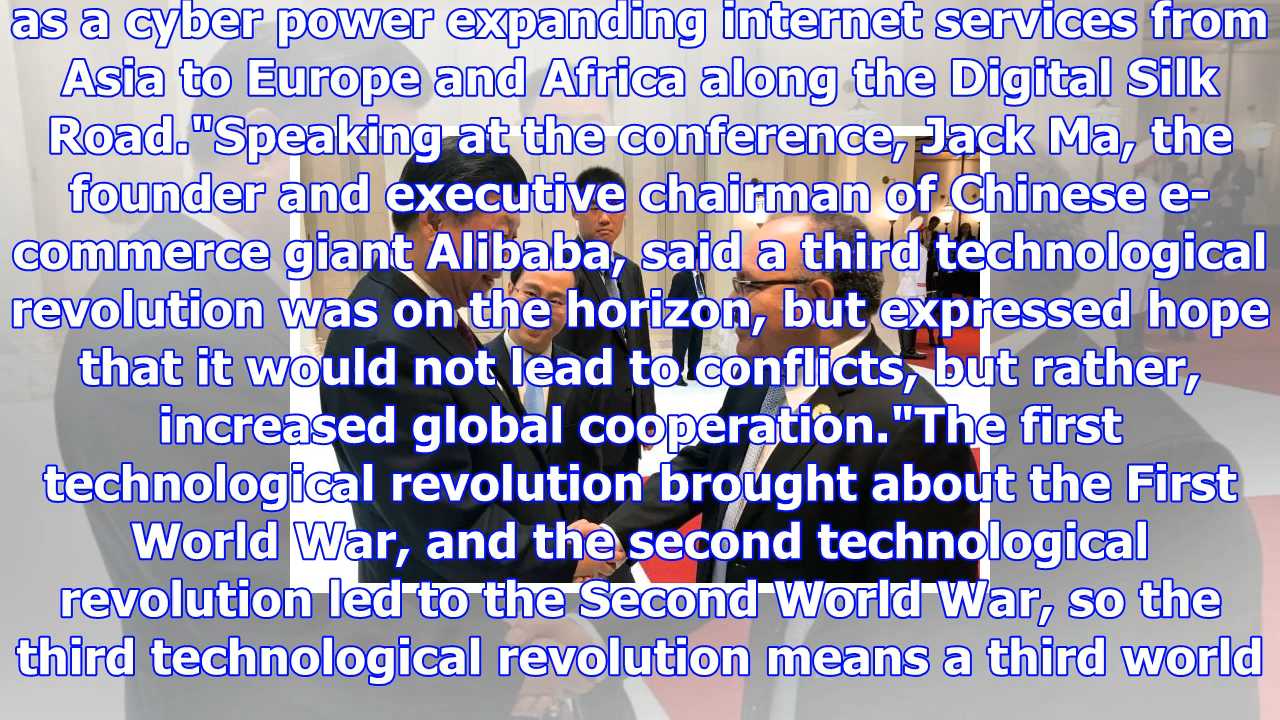 as a cyber power expanding internet services from
Asia to Europe and Africa along the Digital Silk
Road."Speaking at the conference, Jack Ma, the
founder and executive chairman of Chinese e-
commerce giant Alibaba, said a third technological
revolution was on the horizon, but expressed hope
that it would not lead to conflicts, but rather,
increased global cooperation."The first
technological revolution brought about the First
World War, and the second technological
revolution led to the Second World War, so the
third technological revolution means a third world